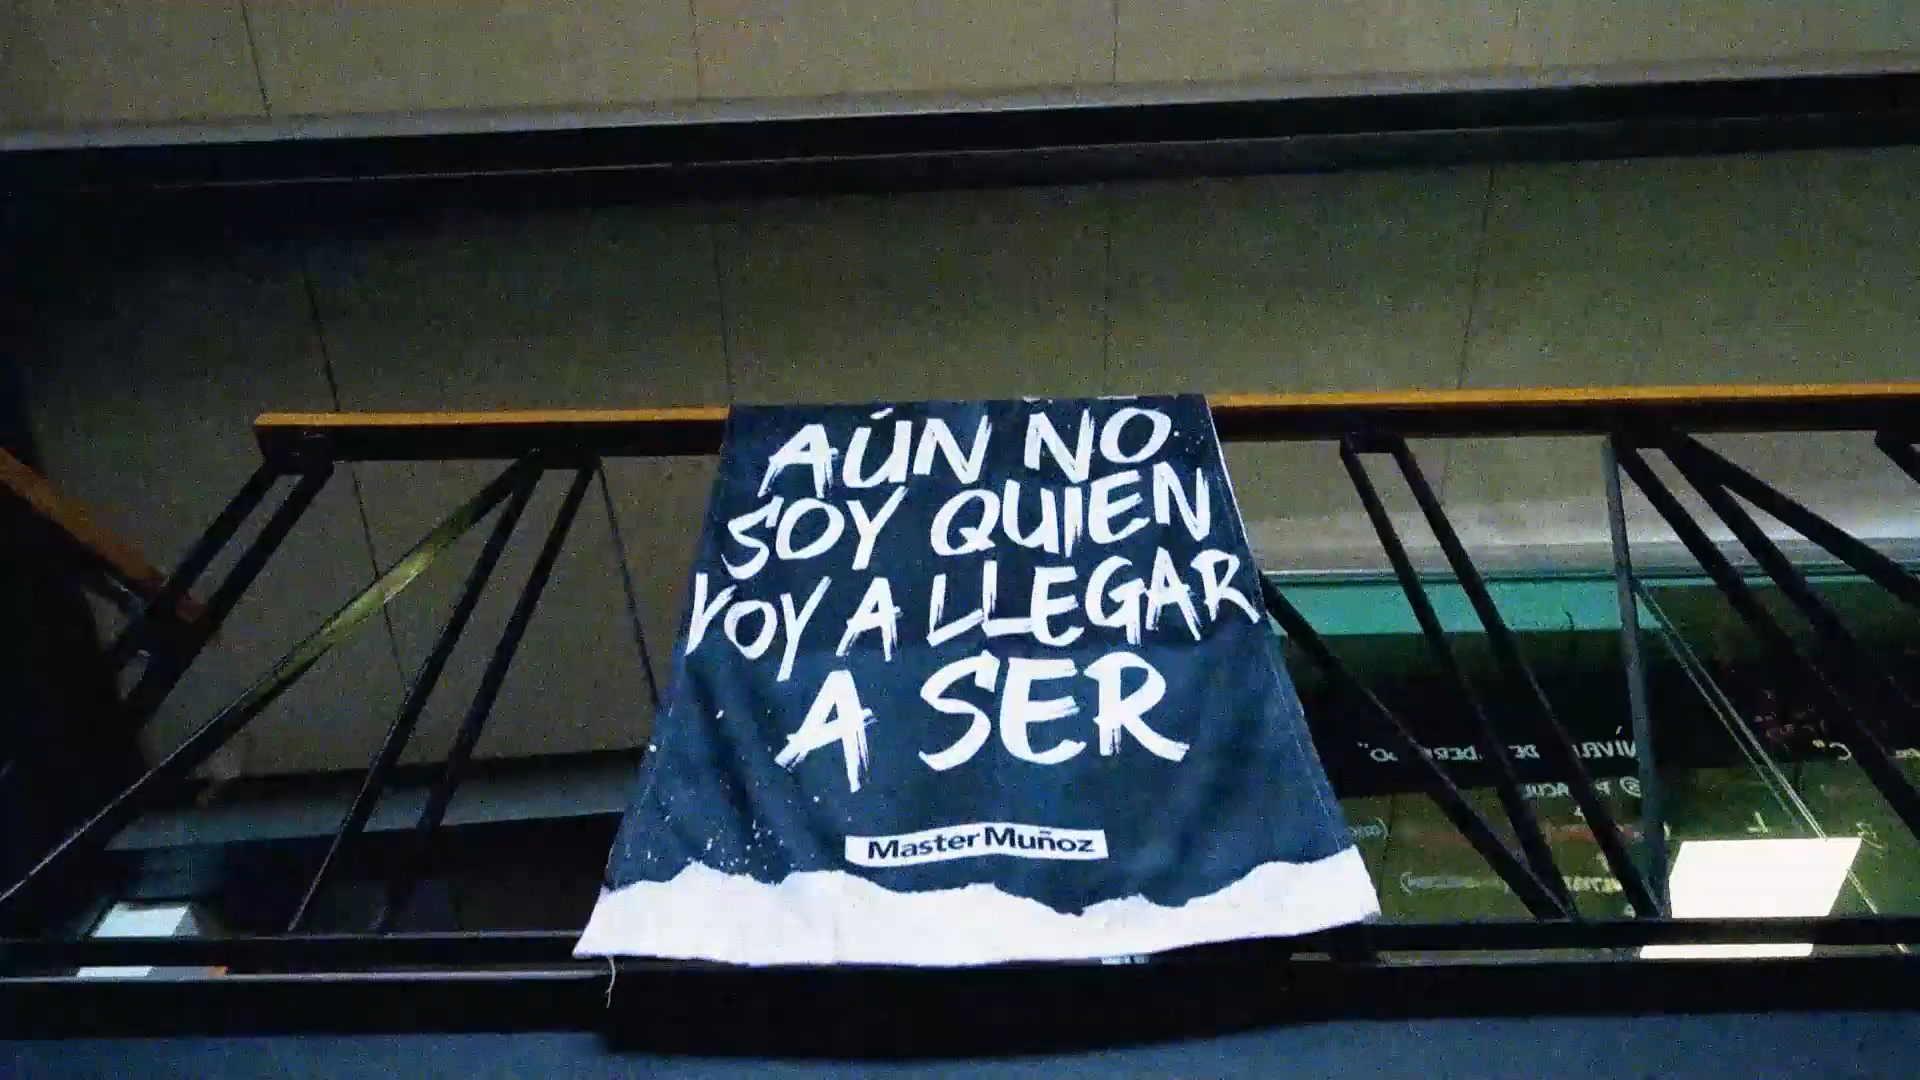 AÚN NO
SOY QUIEN
VOY A LLEGAR
A SER
Master Muñoz